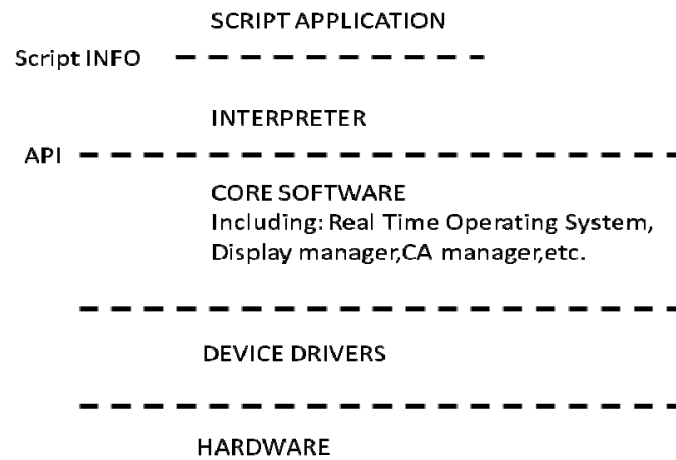 SCRIPT APPLICATION
Script INFO
INTERPRETER
API
CORE SOFTWARE
Including: Real Time Operating System,
Display manager,CA manager,etc.
DEVICE DRIVERS
HARDWARE